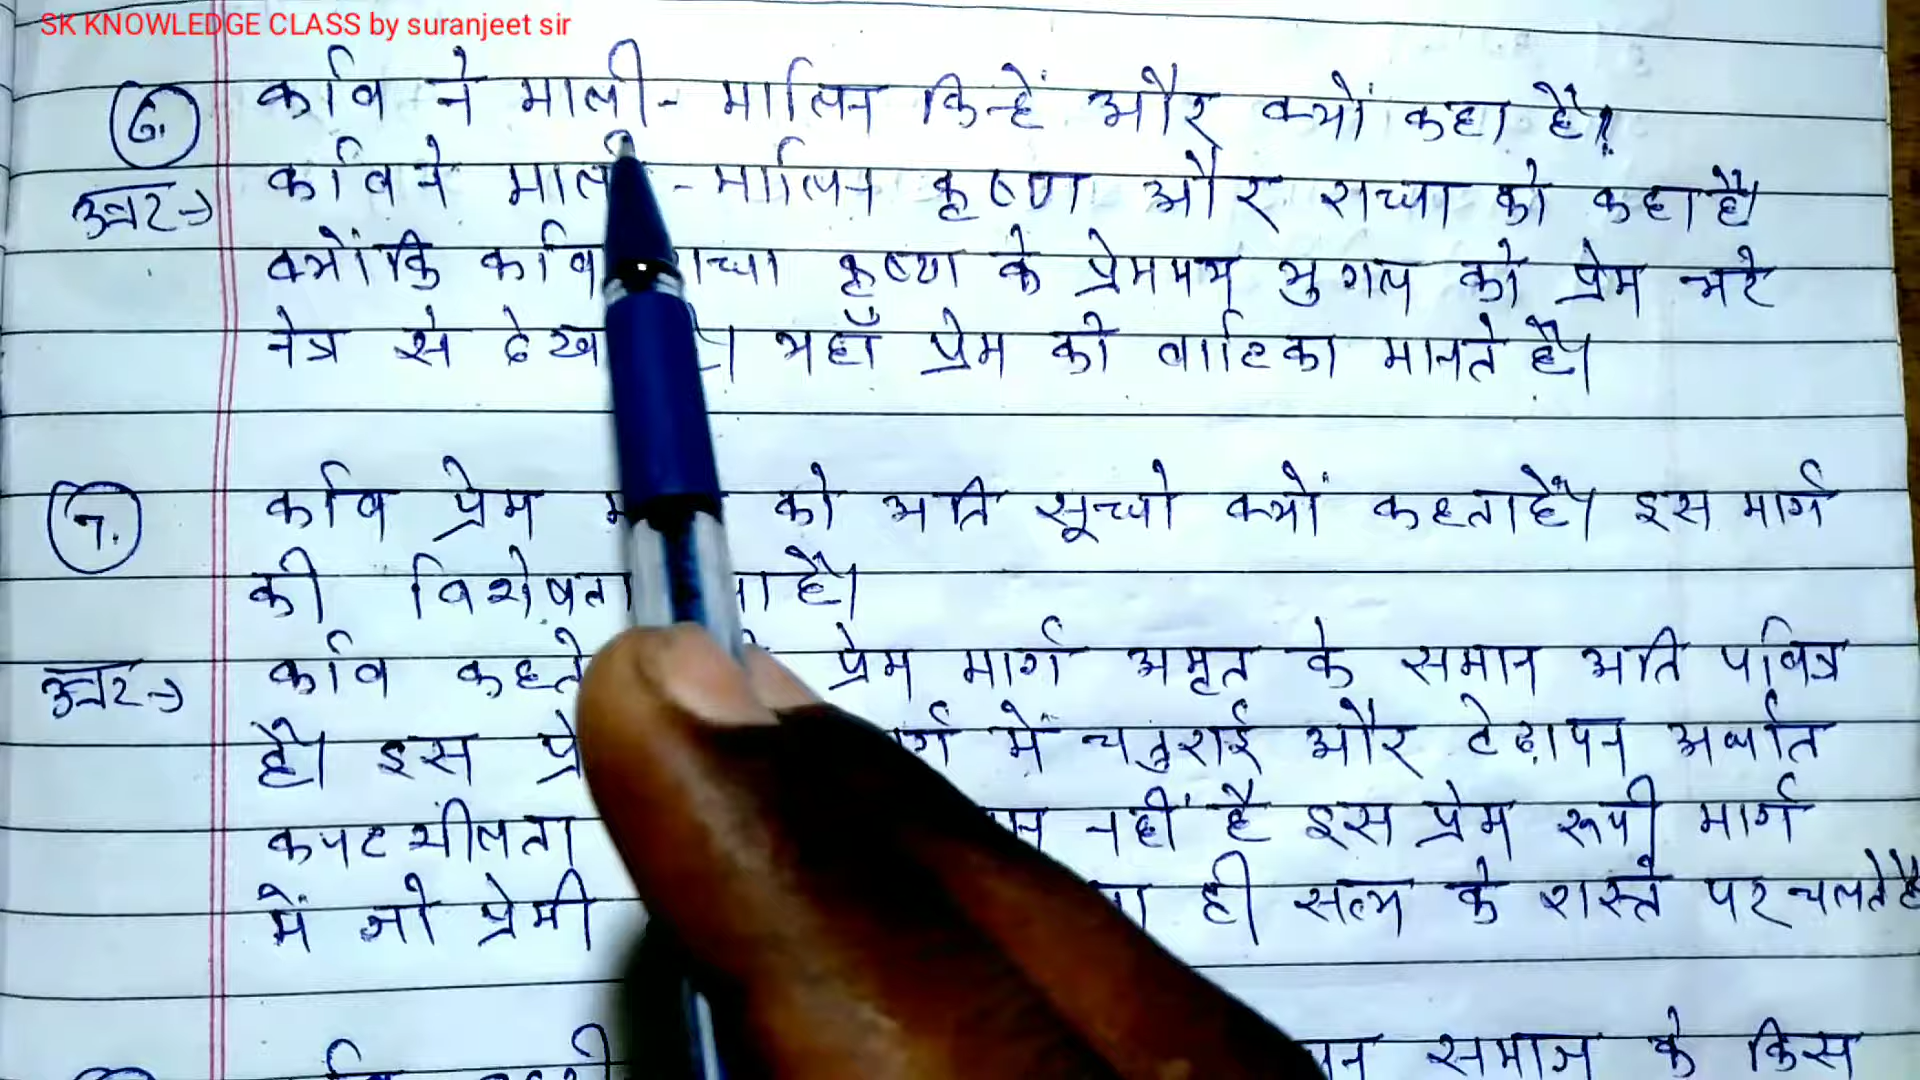 SK KNOWLEDGE CLASS by suranjeet sir
6. कवि ने माली - मालिन किन्हें और क्यों कहा है?
उत्तर→ कवि ने - मालिन कृष्ण और राधा को कहा है।
क्योंकि कवि कृष्ण के प्रेममय युगल को प्रेम भरे
नेत्र से देख यहाँ प्रेम की वाटिका मानते है।
7. कवि प्रेम को अति सूधो क्यों कहता है। इस मार्ग
की विशेषता है।
उत्तर→ कवि कहते प्रेम मार्ग अमृत के समान अति पवित्र
है। इस में चतुराई और टेढ़ापन अर्थात
कपटशीलता नहीं है इस प्रेम रूपी मार्ग
में जो प्रेमी ही सत्य के रास्ते पर चलते है
समाज के किस